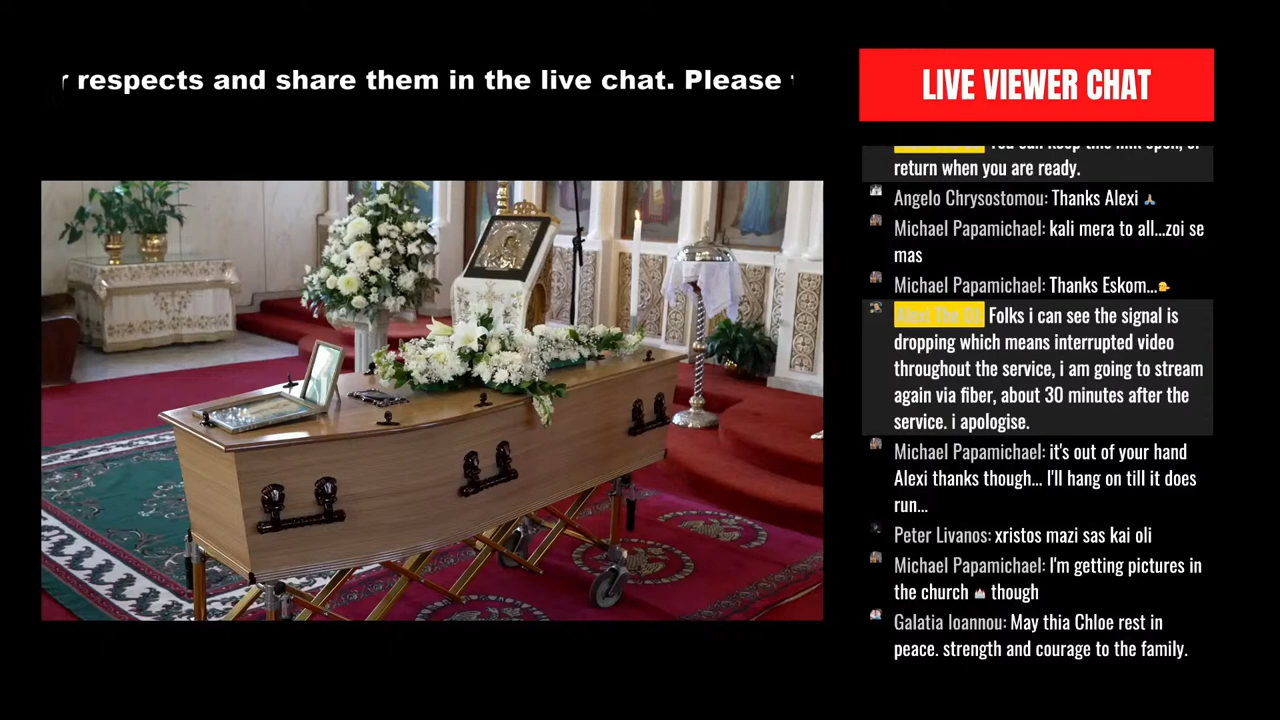 respects and share them in the live chat. Please
LIVE VIEWER CHAT
return when you are ready.
Angelo Chrysostomou: Thanks Alexi 🙏
Michael Papamichael: kali mera to all...zoi se
mas
Michael Papamichael: Thanks Eskom...
Alexi The DJ: Folks i can see the signal is
dropping which means interrupted video
throughout the service, i am going to stream
again via fiber, about 30 minutes after the
service. i apologise.
Michael Papamichael: it's out of your hand
Alexi thanks though... I'll hang on till it does
run...
Peter Livanos: xristos mazi sas kai oli
Michael Papamichael: I'm getting pictures in
the church ⛪ though
Galatia Ioannou: May thia Chloe rest in
peace. strength and courage to the family.